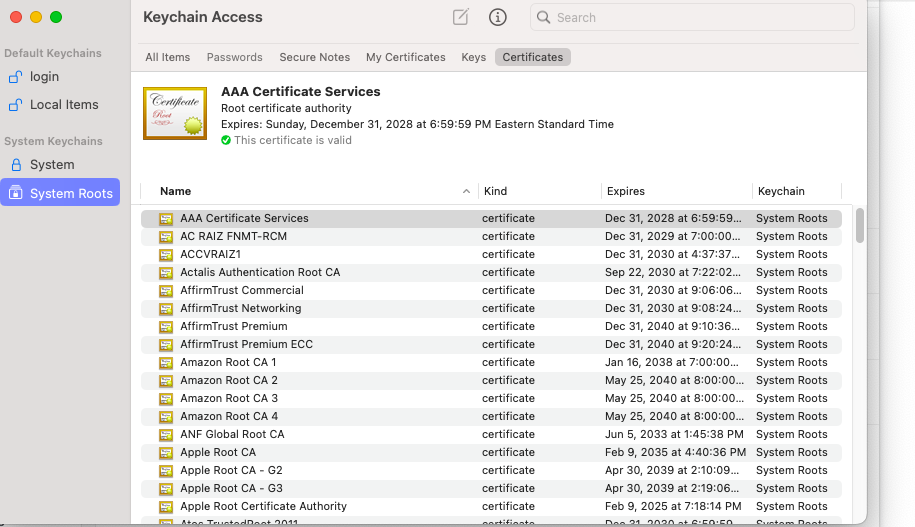 Keychain Access
Search
Default Keychains
login
Local Items
System Keychains
System
System Roots
All Items Passwords Secure Notes My Certificates Keys Certificates
Certificate
Root
AAA Certificate Services
Root certificate authority
Expires: Sunday, December 31, 2028 at 6:59:59 PM Eastern Standard Time
This certificate is valid
Name Kind Expires Keychain
AAA Certificate Services certificate Dec 31, 2028 at 6:59:59... System Roots
AC RAIZ FNMT-RCM certificate Dec 31, 2029 at 7:00:00... System Roots
ACCVRAIZ1 certificate Dec 31, 2030 at 4:37:37... System Roots
Actalis Authentication Root CA certificate Sep 22, 2030 at 7:22:02... System Roots
AffirmTrust Commercial certificate Dec 31, 2030 at 9:06:06... System Roots
AffirmTrust Networking certificate Dec 31, 2030 at 9:08:24... System Roots
AffirmTrust Premium certificate Dec 31, 2040 at 9:10:36... System Roots
AffirmTrust Premium ECC certificate Dec 31, 2040 at 9:20:24... System Roots
Amazon Root CA 1 certificate Jan 16, 2038 at 7:00:00... System Roots
Amazon Root CA 2 certificate May 25, 2040 at 8:00:00... System Roots
Amazon Root CA 3 certificate May 25, 2040 at 8:00:00... System Roots
Amazon Root CA 4 certificate May 25, 2040 at 8:00:00... System Roots
ANF Global Root CA certificate Jun 5, 2033 at 1:45:38 PM System Roots
Apple Root CA certificate Feb 9, 2035 at 4:40:36 PM System Roots
Apple Root CA - G2 certificate Apr 30, 2039 at 2:10:09... System Roots
Apple Root CA - G3 certificate Apr 30, 2039 at 2:19:06... System Roots
Apple Root Certificate Authority certificate Feb 9, 2025 at 7:18:14 PM System Roots
Atos TrustedRoot 2011 certificate Dec 31, 2030 at 6:59:59... System Roots